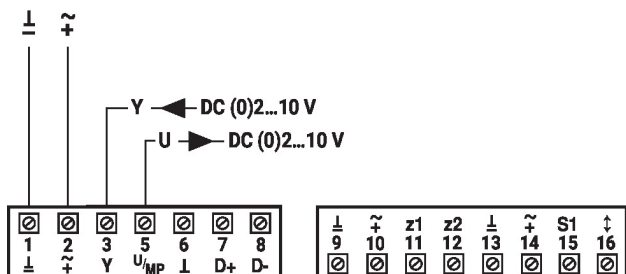 ⊥ ~
+
Y DC (0)2...10 V
U DC (0)2...10 V
1 2 3 5 6 7 8
⊥ ~+ Y U/MP ⊥ D+ D-
⊥ ~+ z1 z2 ⊥ ~+ S1 ↕
9 10 11 12 13 14 15 16